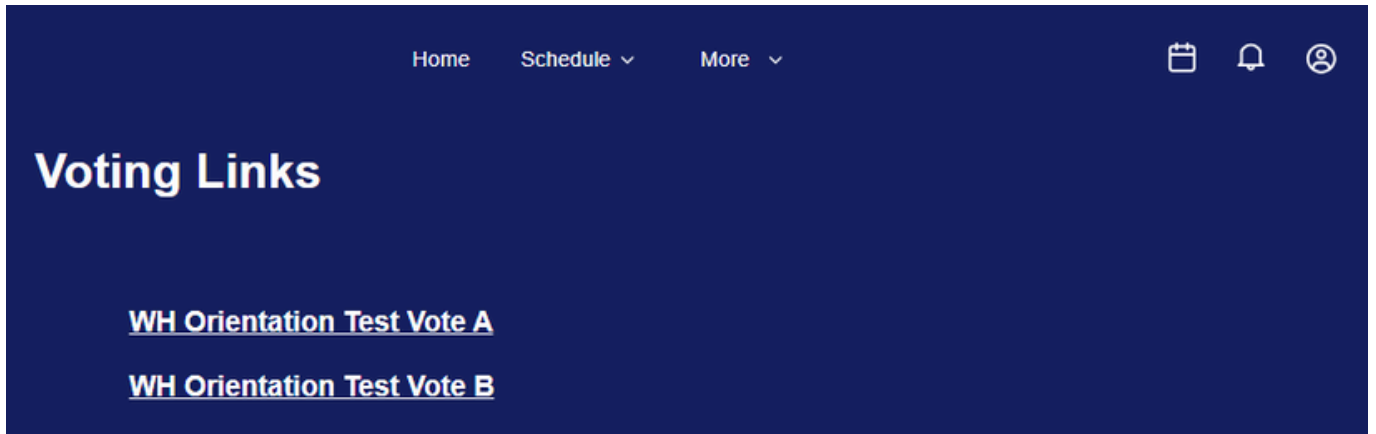 Home Schedule More
Voting Links
WH Orientation Test Vote A
WH Orientation Test Vote B